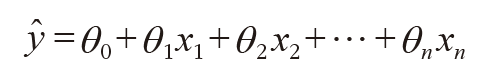 ŷ = θ₀ + θ₁x₁ + θ₂x₂ + ⋯ + θₙxₙ